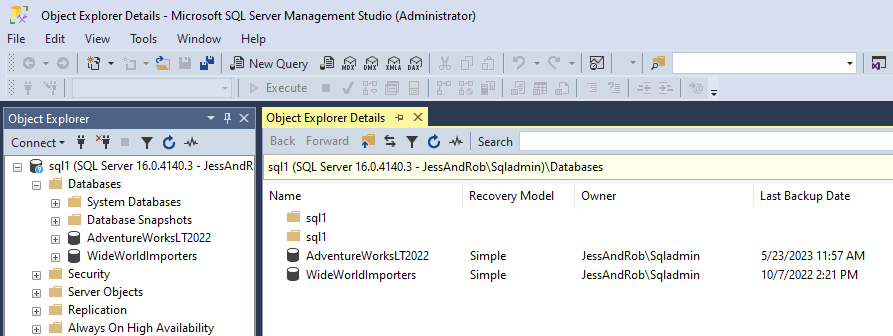 Object Explorer Details - Microsoft SQL Server Management Studio (Administrator)
File Edit View Tools Window Help
New Query MDX DMX XMLA DAX
Execute
Object Explorer
Object Explorer Details
Connect
Back Forward Search
sql1 (SQL Server 16.0.4140.3 - JessAndR
sql1 (SQL Server 16.0.4140.3 - JessAndRob\Sqladmin)\Databases
Databases
System Databases
Database Snapshots
AdventureWorksLT2022
WideWorldImporters
Security
Server Objects
Replication
Always On High Availability
Name Recovery Model Owner Last Backup Date
sql1
sql1
AdventureWorksLT2022 Simple JessAndRob\Sqladmin 5/23/2023 11:57 AM
WideWorldImporters Simple JessAndRob\Sqladmin 10/7/2022 2:21 PM